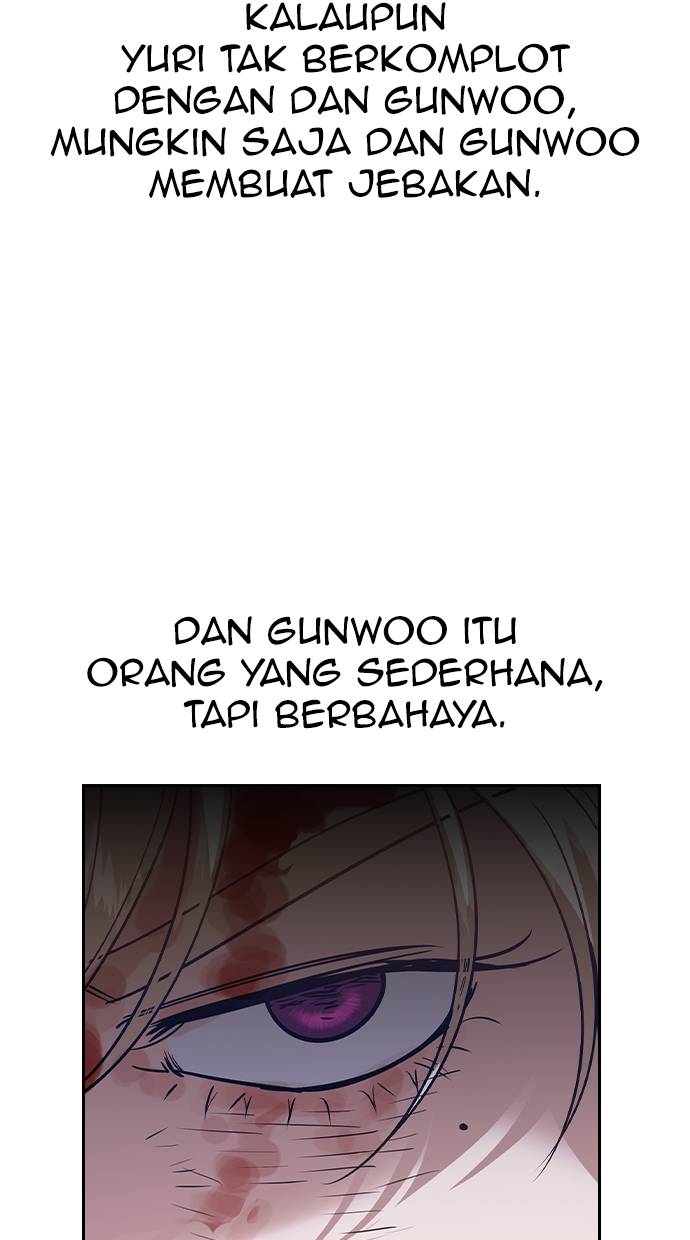 KALAUPUN
YURI TAK BERKOMPLOT
DENGAN DAN GUNWOO,
MUNGKIN SAJA DAN GUNWOO
MEMBUAT JEBAKAN.
DAN GUNWOO ITU
ORANG YANG SEDERHANA,
TAPI BERBAHAYA.